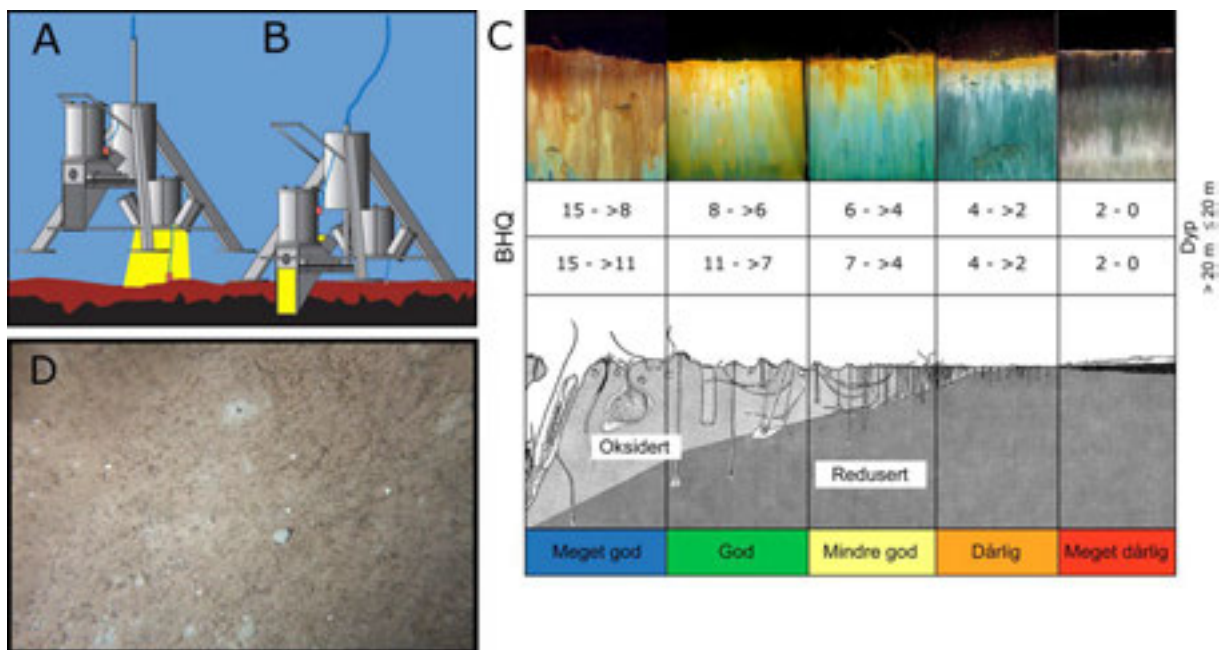 A
B
C
D
BHQ
15 - >8
8 - >6
6 - >4
4 - >2
2 - 0
15 - >11
11 - >7
7 - >4
4 - >2
2 - 0
Dyp
≤ 20 m
> 20 m
Oksidert
Redusert
Meget god
God
Mindre god
Dårlig
Meget dårlig